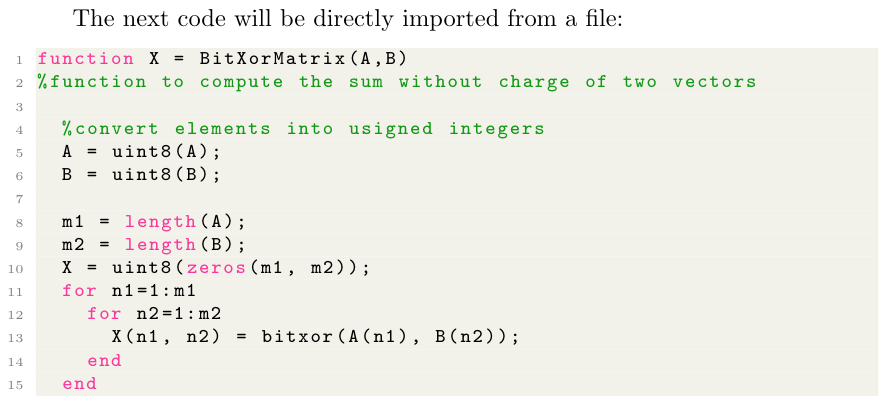 The next code will be directly imported from a file:
1 function X = BitXorMatrix(A,B)
2 %function to compute the sum without charge of two vectors
3
4   %convert elements into usigned integers
5   A = uint8(A);
6   B = uint8(B);
7
8   m1 = length(A);
9   m2 = length(B);
10   X = uint8(zeros(m1, m2));
11   for n1=1:m1
12     for n2=1:m2
13       X(n1, n2) = bitxor(A(n1), B(n2));
14     end
15   end